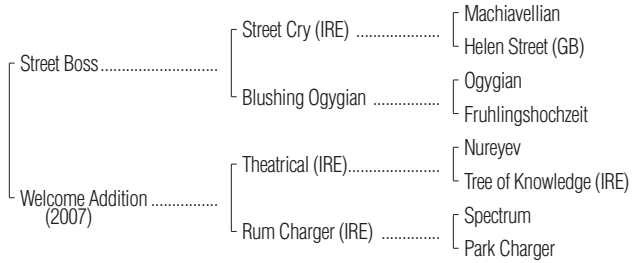 Machiavellian
Street Cry (IRE) ..................
Helen Street (GB)
Street Boss.........................
Ogygian
Blushing Ogygian ................
Fruhlingshochzeit
Nureyev
Theatrical (IRE)....................
Tree of Knowledge (IRE)
Welcome Addition .................
(2007)
Spectrum
Rum Charger (IRE) ..............
Park Charger